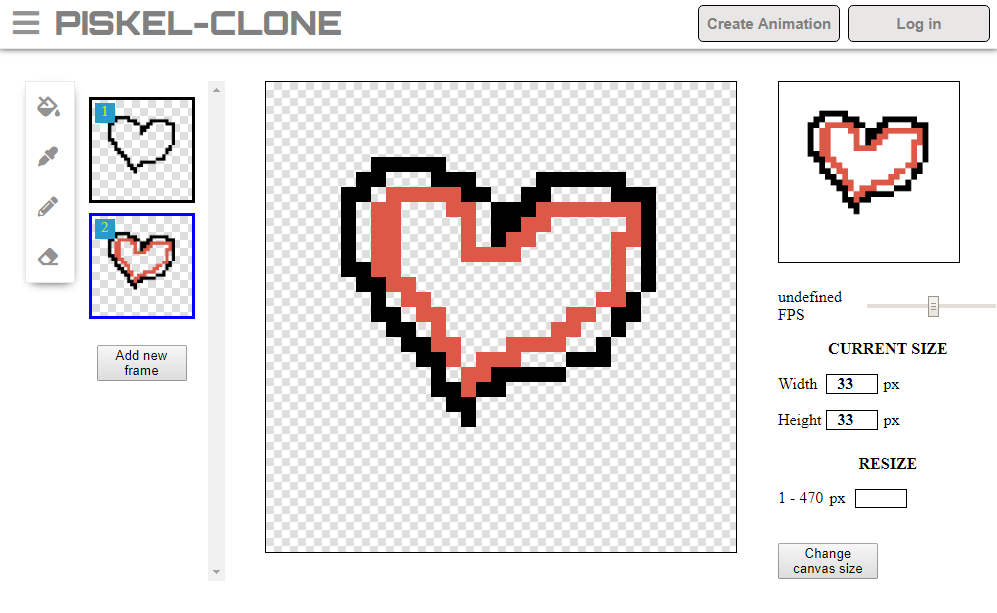 PISKEL-CLONE
Create Animation
Log in
1
2
Add new
frame
undefined
FPS
CURRENT SIZE
Width 33 px
Height 33 px
RESIZE
1 - 470 px
Change
canvas size